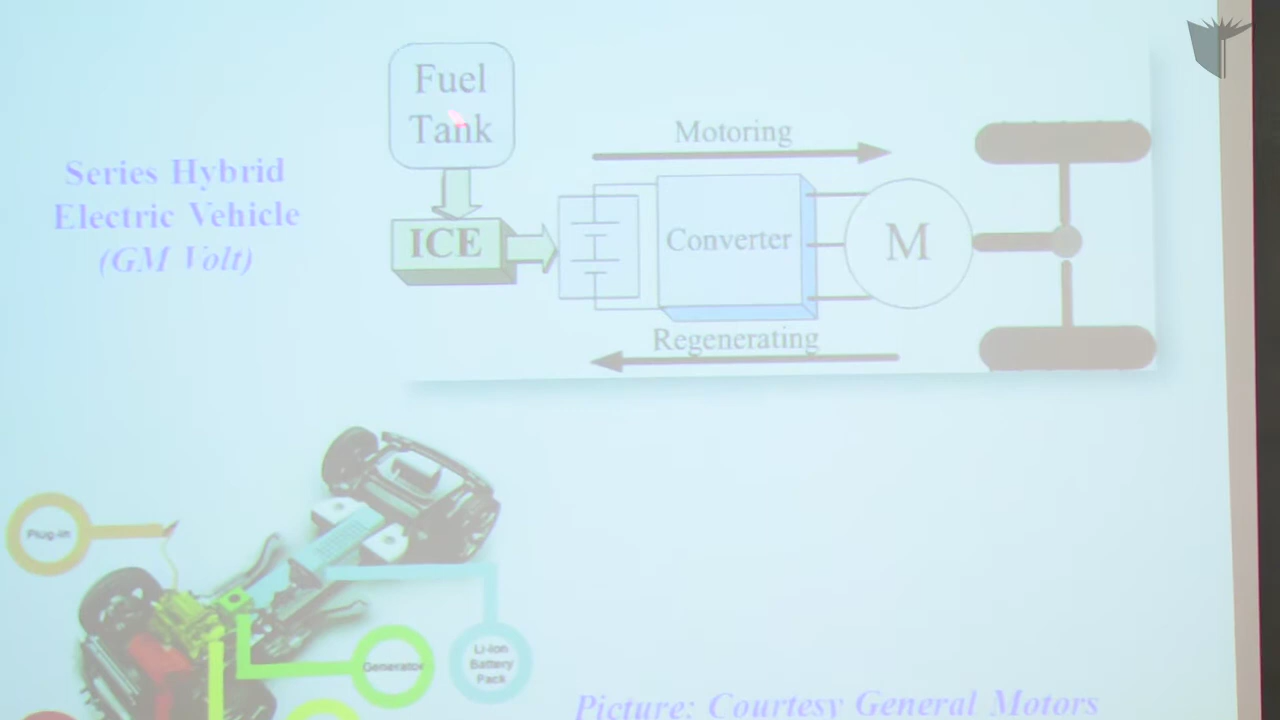 Fuel
Tank
Series Hybrid
Electric Vehicle
(GM Volt)
Motoring
ICE
Converter
M
Regenerating
Plug-in
Generator
Li-Ion
Battery
Pack
Picture: Courtesy General Motors